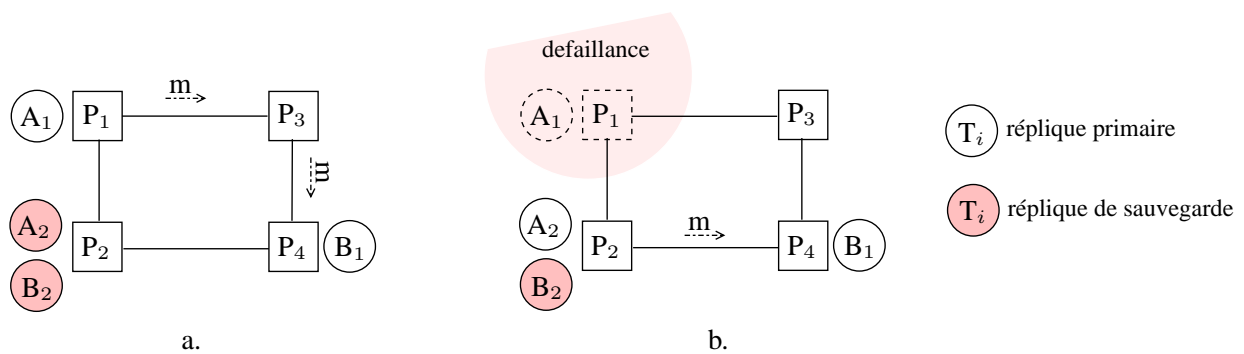 defaillance
m
A1 P1 P3
A1 P1 P3
Ti réplique primaire
m
A2
P2 P4 B1
B2
a.
A2
m
P2 P4 B1
B2
b.
Ti réplique de sauvegarde